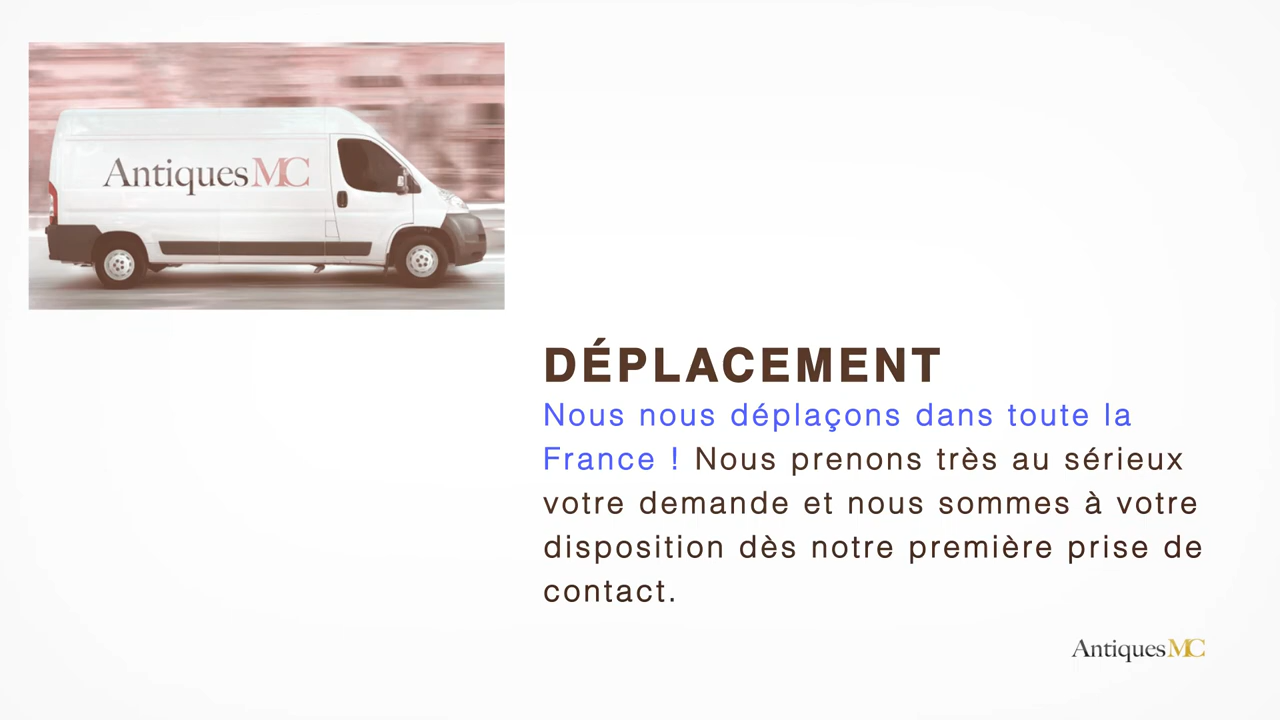 AntiquesMC
DÉPLACEMENT
Nous nous déplaçons dans toute la
France ! Nous prenons très au sérieux
votre demande et nous sommes à votre
disposition dès notre première prise de
contact.
AntiquesMC